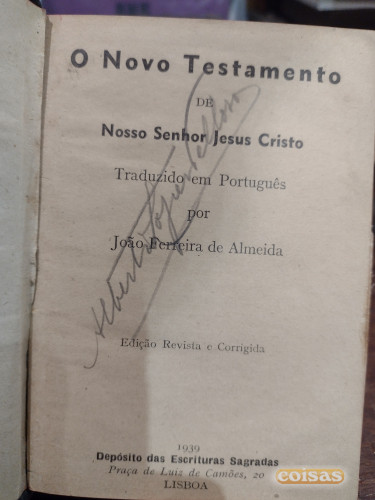 O Novo Testamento
DE
Nosso Senhor Jesus Cristo
Traduzido em Português
por
João Ferreira de Almeida
Alberto
Edição Revista e Corrigida
1939
Depósito das Escrituras Sagradas
Praça de Luiz de Camões, 20
LISBOA
coisas